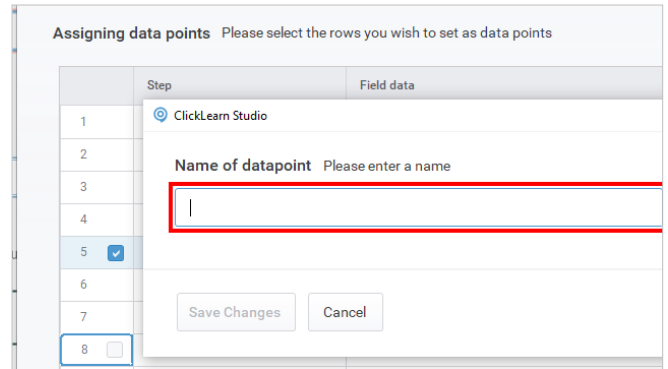 Assigning data points Please select the rows you wish to set as data points
Step Field data
1
ClickLearn Studio
2
Name of datapoint Please enter a name
3
4
5
6
7
Save Changes Cancel
8